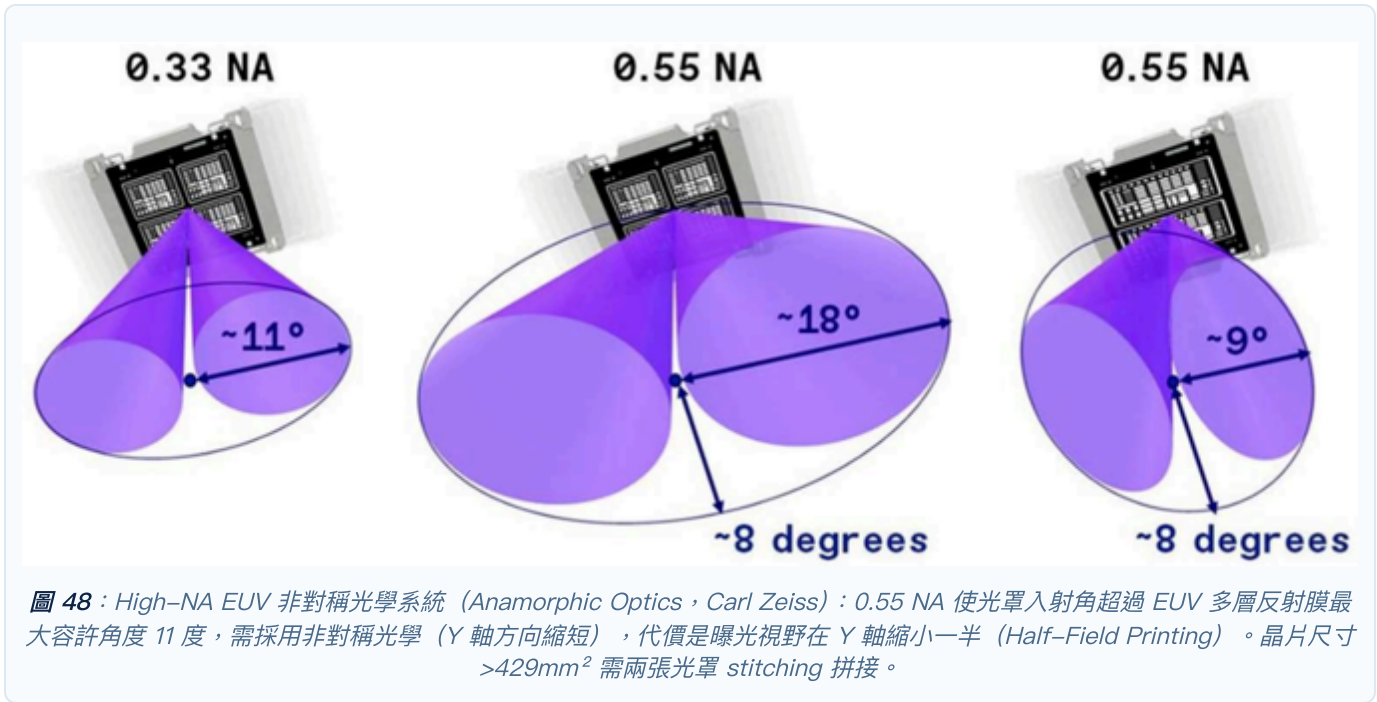 0.33 NA
0.55 NA
0.55 NA
~11°
~18°
~9°
~8 degrees
~8 degrees
圖 48：High-NA EUV 非對稱光學系統（Anamorphic Optics，Carl Zeiss）：0.55 NA 使光罩入射角超過 EUV 多層反射膜最
大容許角度 11 度，需採用非對稱光學（Y 軸方向縮短），代價是曝光視野在 Y 軸縮小一半（Half-Field Printing）。晶片尺寸
>429mm² 需兩張光罩 stitching 拼接。